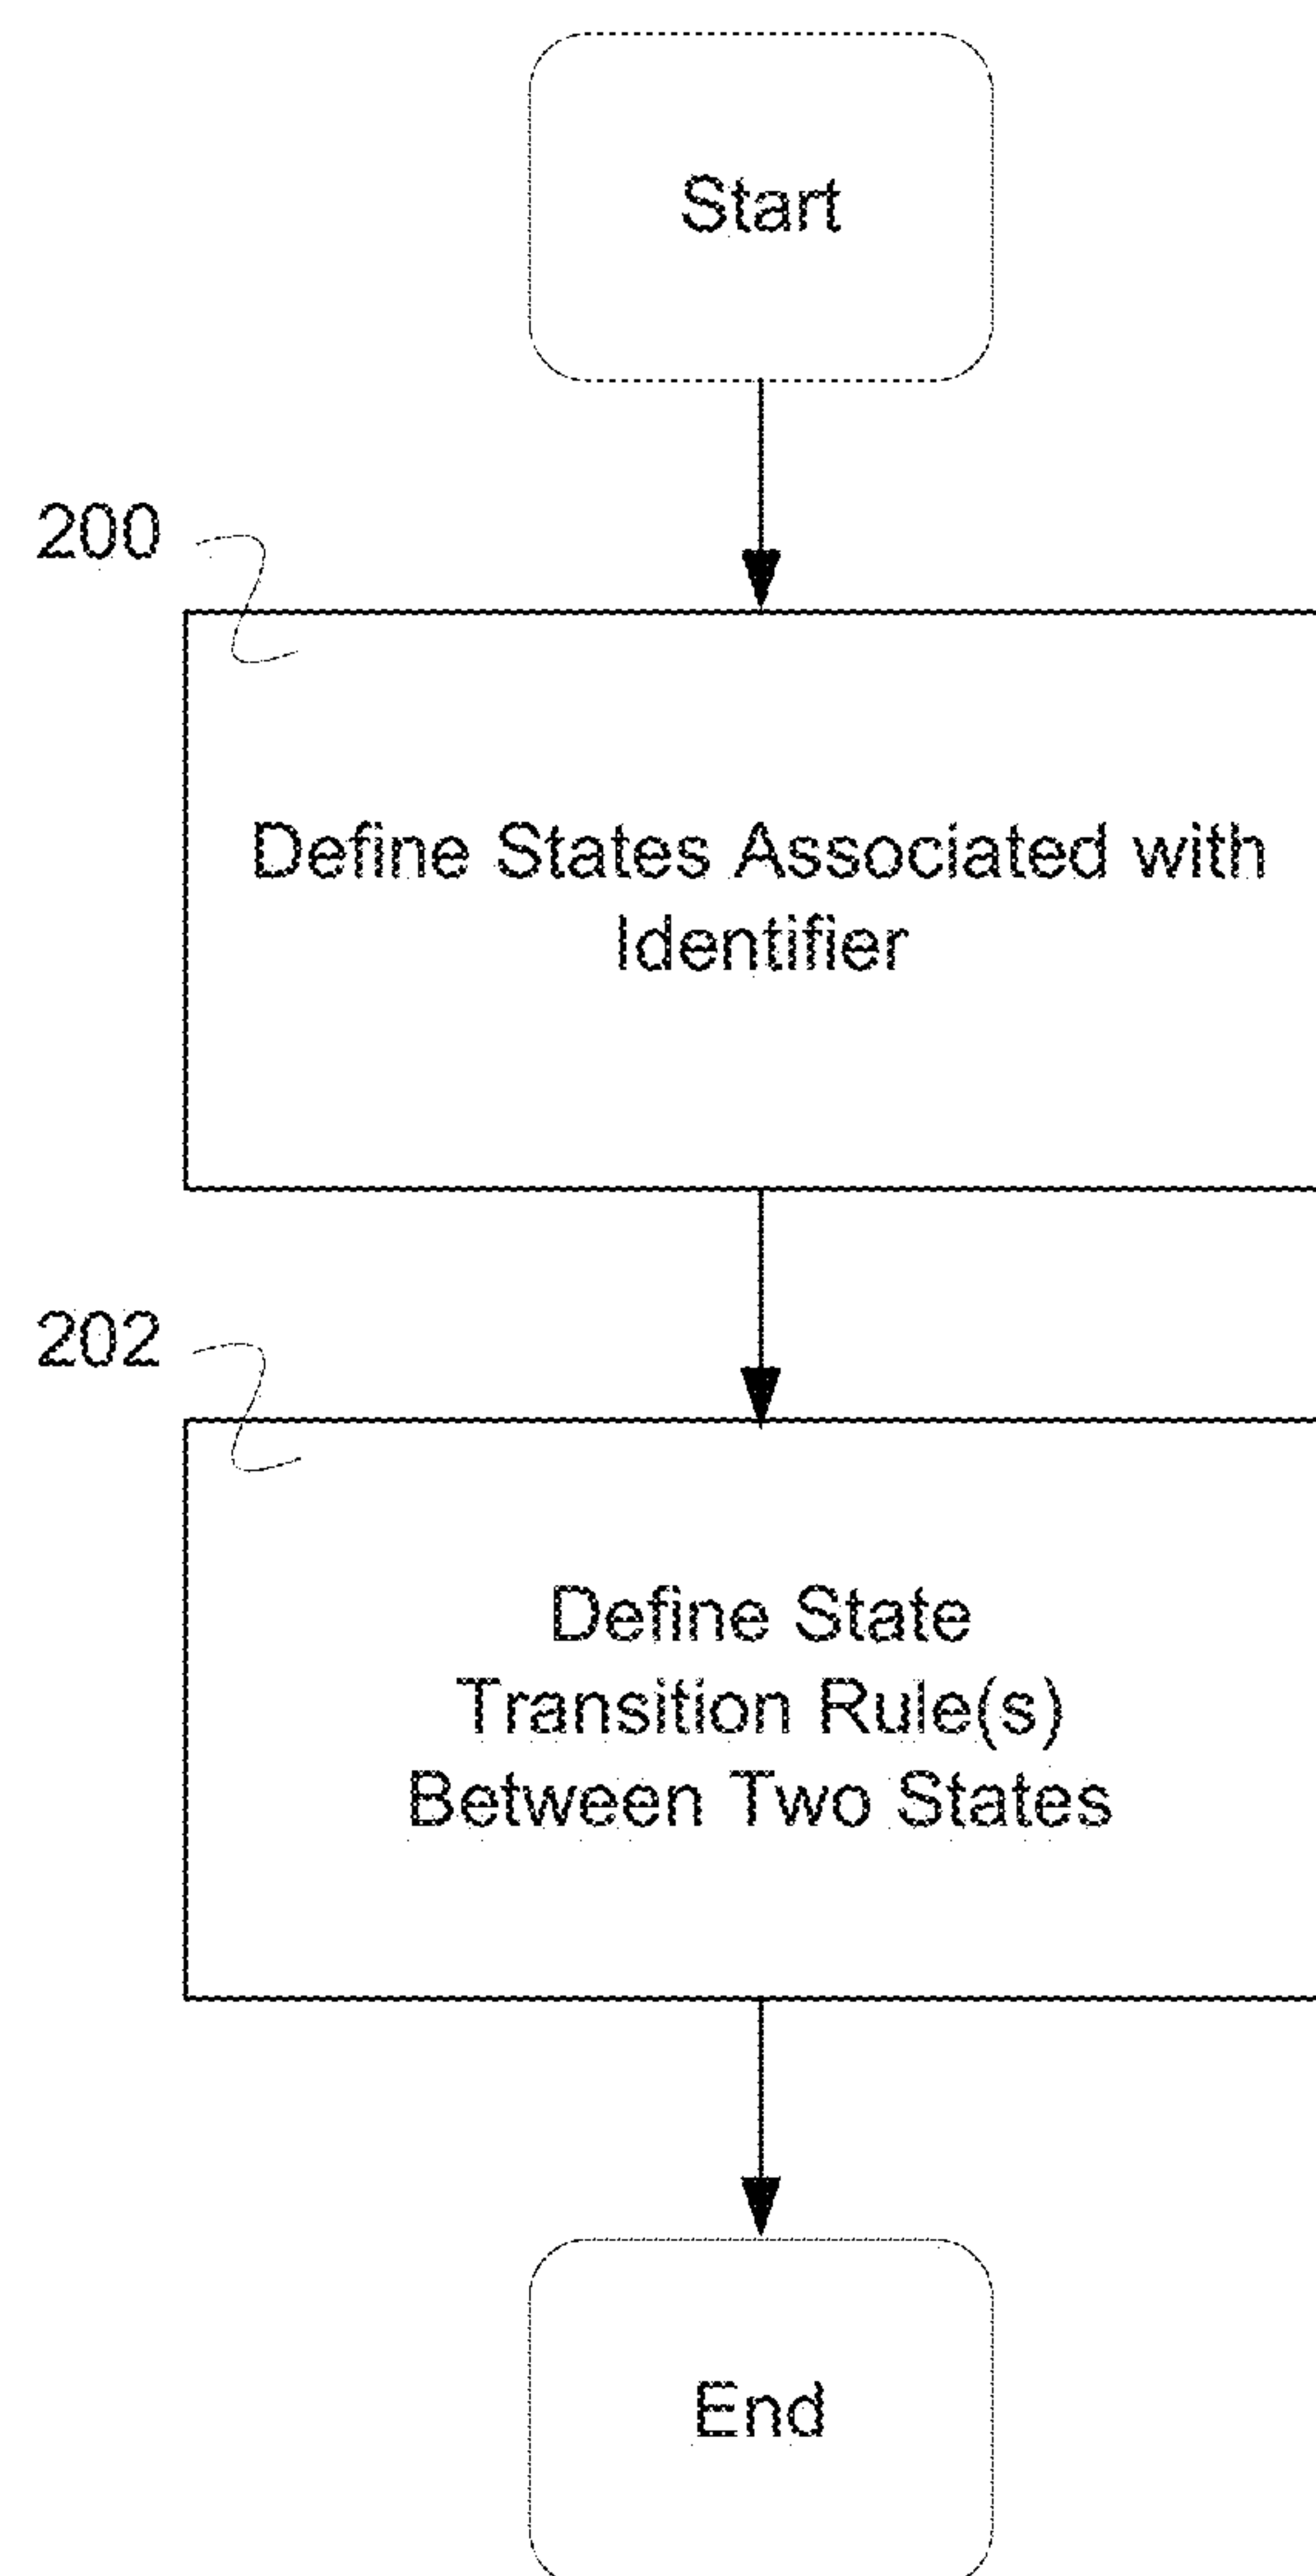 Start
200
Define States Associated with
Identifier
202
Define State
Transition Rule(s)
Between Two States
End